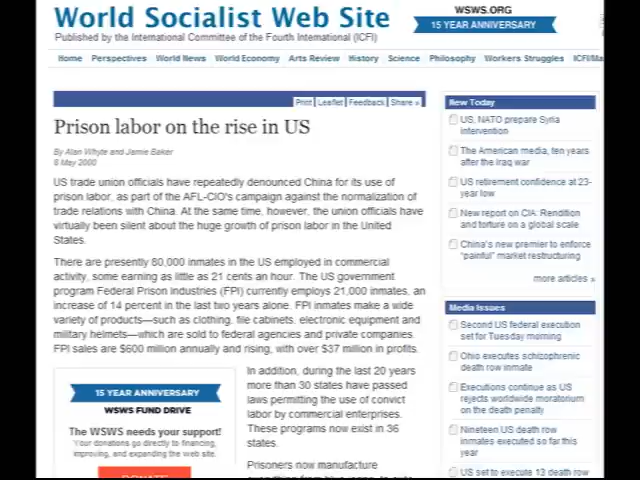 World Socialist Web Site
WSWS.ORG
15 YEAR ANNIVERSARY
Published by the International Committee of the Fourth International (ICFI)
Home Perspectives World News World Economy Arts Review History Science Philosophy Workers Struggles ICFI/Ma
Print Leaflet Feedback Share »
Prison labor on the rise in US
By Alan Whyte and Jamie Baker
8 May 2000
US trade union officials have repeatedly denounced China for its use of
prison labor, as part of the AFL-CIO's campaign against the normalization of
trade relations with China. At the same time, however, the union officials have
virtually been silent about the huge growth of prison labor in the United
States.
There are presently 80,000 inmates in the US employed in commercial
activity, some earning as little as 21 cents an hour. The US government
program Federal Prison Industries (FPI) currently employs 21,000 inmates, an
increase of 14 percent in the last two years alone. FPI inmates make a wide
variety of products—such as clothing, file cabinets, electronic equipment and
military helmets—which are sold to federal agencies and private companies.
FPI sales are $600 million annually and rising, with over $37 million in profits.
15 YEAR ANNIVERSARY
WSWS FUND DRIVE
The WSWS needs your support!
Your donations go directly to financing,
improving, and expanding the web site.
DONATE
In addition, during the last 20 years
more than 30 states have passed
laws permitting the use of convict
labor by commercial enterprises.
These programs now exist in 36
states.
Prisoners now manufacture
New Today
US, NATO prepare Syria
intervention
The American media, ten years
after the Iraq war
US retirement confidence at 23-
year low
New report on CIA: Rendition
and torture on a global scale
China's new premier to enforce
"painful" market restructuring
more articles »
Media Issues
Second US federal execution
set for Tuesday morning
Ohio executes schizophrenic
death row inmate
Executions continue as US
rejects worldwide moratorium
on the death penalty
Nineteen US death row
inmates executed so far this
year
US set to execute 13 death row